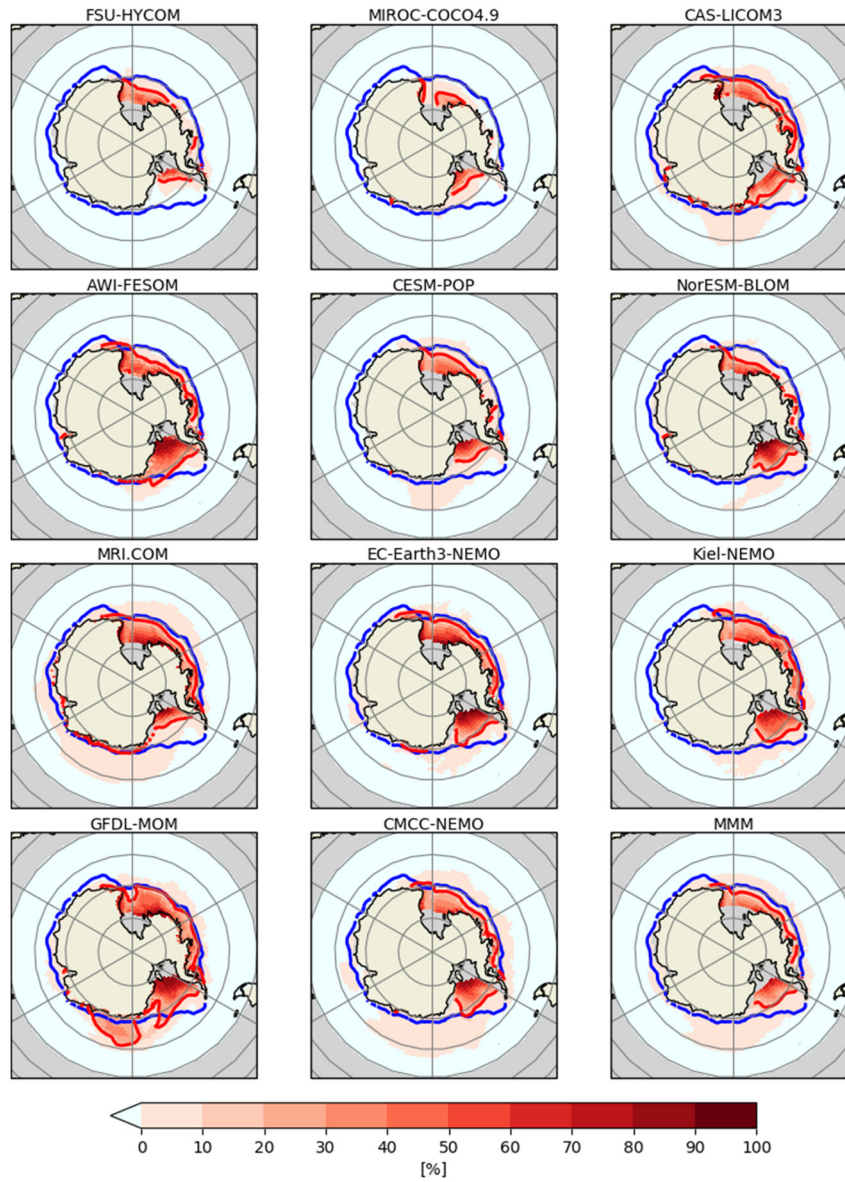 FSU-HYCOM MIROC-COCO4.9 CAS-LICOM3
AWI-FESOM CESM-POP NorESM-BLOM
MRI.COM EC-Earth3-NEMO Kiel-NEMO
GFDL-MOM CMCC-NEMO MMM
0 10 20 30 40 50 60 70 80 90 100
[%]